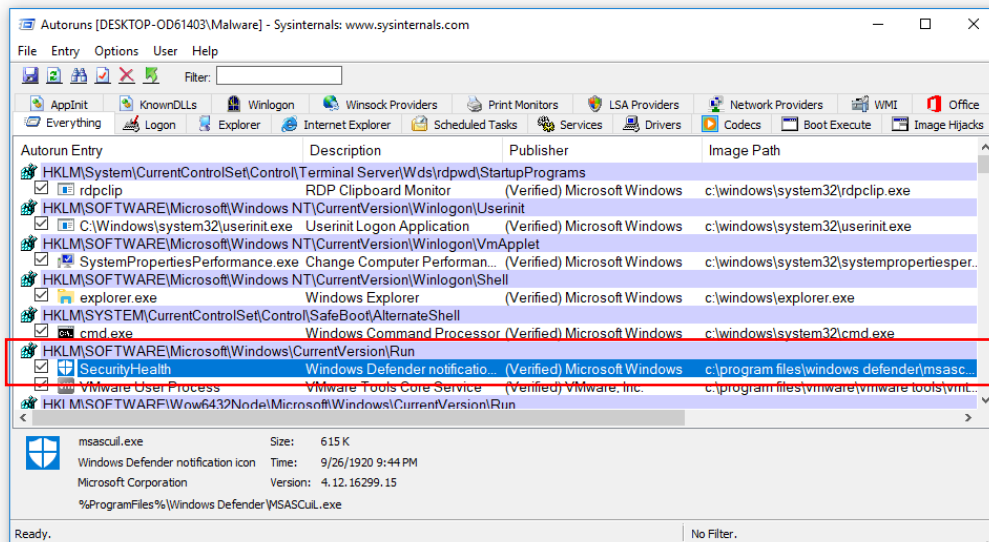 Autoruns [DESKTOP-OD61403\Malware] - Sysinternals: www.sysinternals.com
File Entry Options User Help
Filter:
AppInit KnownDLLs Winlogon Winsock Providers Print Monitors LSA Providers Network Providers WMI Office
Everything Logon Explorer Internet Explorer Scheduled Tasks Services Drivers Codecs Boot Execute Image Hijacks
Autorun Entry Description Publisher Image Path
HKLM\System\CurrentControlSet\Control\Terminal Server\Wds\rdpwd\StartupPrograms
rdpclip RDP Clipboard Monitor (Verified) Microsoft Windows c:\windows\system32\rdpclip.exe
HKLM\SOFTWARE\Microsoft\Windows NT\CurrentVersion\Winlogon\Userinit
C:\Windows\system32\userinit.exe Userinit Logon Application (Verified) Microsoft Windows c:\windows\system32\userinit.exe
HKLM\SOFTWARE\Microsoft\Windows NT\CurrentVersion\Winlogon\VmApplet
SystemPropertiesPerformance.exe Change Computer Performan... (Verified) Microsoft Windows c:\windows\system32\systempropertiesper..
HKLM\SOFTWARE\Microsoft\Windows NT\CurrentVersion\Winlogon\Shell
explorer.exe Windows Explorer (Verified) Microsoft Windows c:\windows\explorer.exe
HKLM\SYSTEM\CurrentControlSet\Control\SafeBoot\AlternateShell
cmd.exe Windows Command Processor (Verified) Microsoft Windows c:\windows\system32\cmd.exe
HKLM\SOFTWARE\Microsoft\Windows\CurrentVersion\Run
SecurityHealth Windows Defender notificatio... (Verified) Microsoft Windows c:\program files\windows defender\msasc...
VMware User Process VMware Tools Core Service (Verified) VMware, Inc. c:\program files\vmware\vmware tools\vmt...
HKLM\SOFTWARE\Wow6432Node\Microsoft\Windows\CurrentVersion\Run
msascuil.exe Size: 615 K
Windows Defender notification icon Time: 9/26/1920 9:44 PM
Microsoft Corporation Version: 4.12.16299.15
%ProgramFiles%\Windows Defender\MSASCuiL.exe
Ready. No Filter.